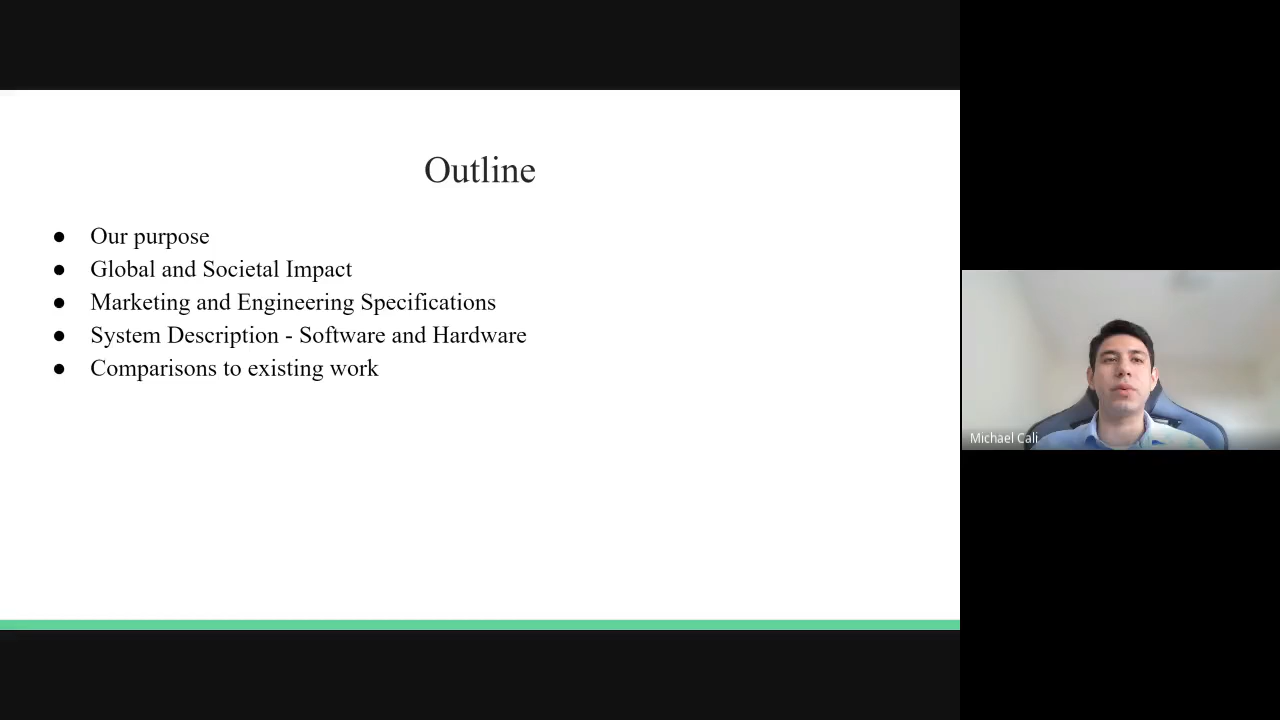 Outline
● Our purpose
● Global and Societal Impact
● Marketing and Engineering Specifications
● System Description - Software and Hardware
● Comparisons to existing work
Michael Cali